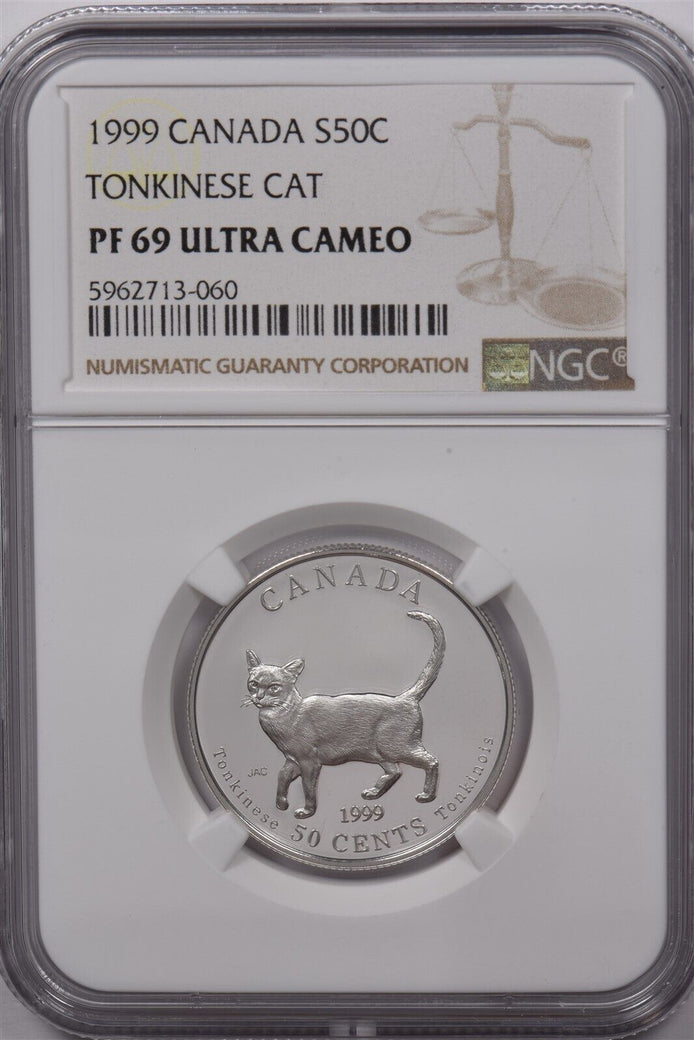 1999 CANADA S50C
TONKINESE CAT
PF 69 ULTRA CAMEO
5962713-060
NUMISMATIC GUARANTY CORPORATION
NGC®
CANADA
JAC
Tonkinese
1999
50 CENTS
Tonkinois